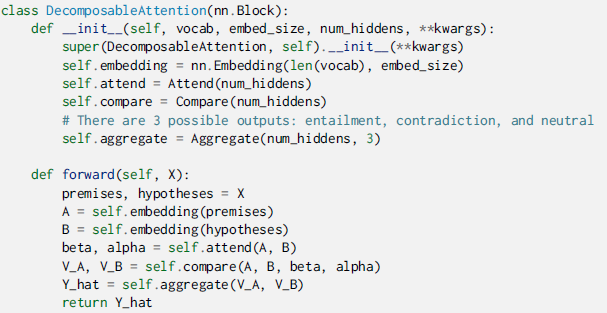 class DecomposableAttention(nn.Block):
    def __init__(self, vocab, embed_size, num_hiddens, **kwargs):
        super(DecomposableAttention, self).__init__(**kwargs)
        self.embedding = nn.Embedding(len(vocab), embed_size)
        self.attend = Attend(num_hiddens)
        self.compare = Compare(num_hiddens)
        # There are 3 possible outputs: entailment, contradiction, and neutral
        self.aggregate = Aggregate(num_hiddens, 3)

    def forward(self, X):
        premises, hypotheses = X
        A = self.embedding(premises)
        B = self.embedding(hypotheses)
        beta, alpha = self.attend(A, B)
        V_A, V_B = self.compare(A, B, beta, alpha)
        Y_hat = self.aggregate(V_A, V_B)
        return Y_hat